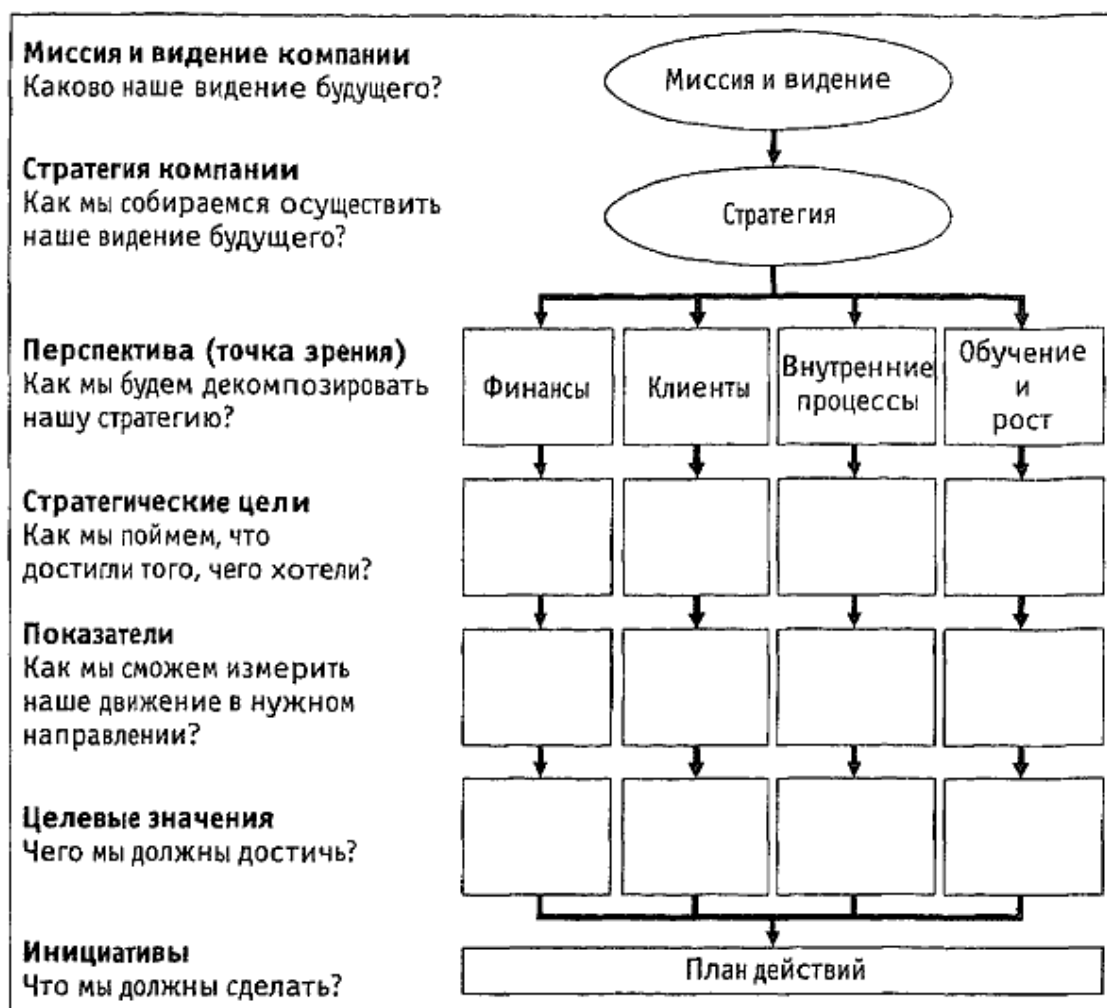 Миссия и видение компании
Каково наше видение будущего?
Миссия и видение
Стратегия компании
Как мы собираемся осуществить
наше видение будущего?
Стратегия
Перспектива (точка зрения)
Как мы будем декомпозировать
нашу стратегию?
Финансы
Клиенты
Внутренние
процессы
Обучение
и
рост
Стратегические цели
Как мы поймем, что
достигли того, чего хотели?
Показатели
Как мы сможем измерить
наше движение в нужном
направлении?
Целевые значения
Чего мы должны достичь?
Инициативы
Что мы должны сделать?
План действий